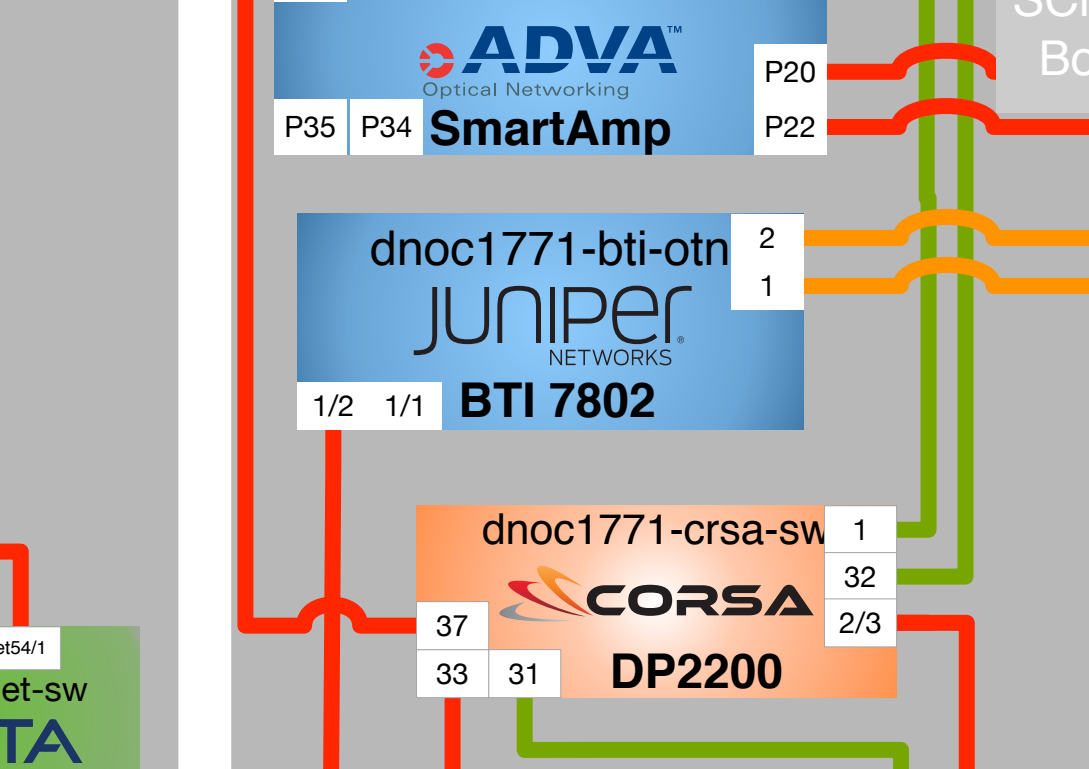 ADVA™
Optical Networking
SmartAmp
P35 P34
P20
P22
dnoc1771-bti-otn
2
1
JUNIPER®
NETWORKS
BTI 7802
1/2 1/1
dnoc1771-crsa-sw
1
32
2/3
CORSA
DP2200
37
33 31
et54/1
et-sw
TA